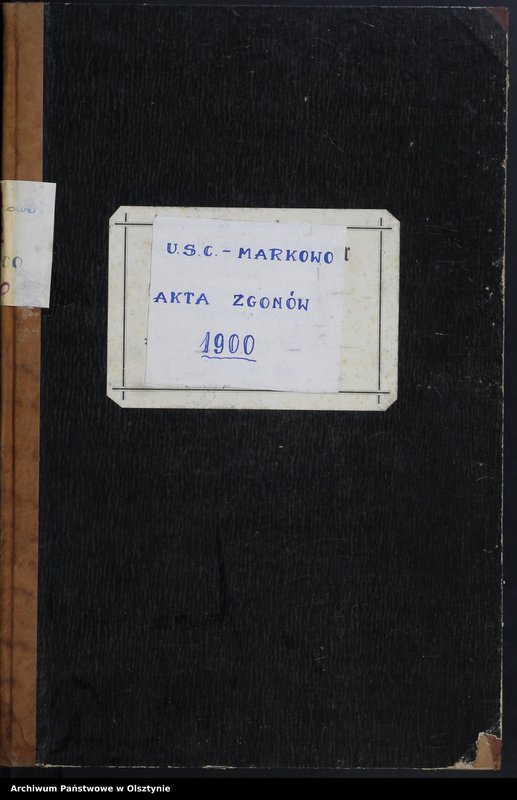 U.S.C. - MARKOWO
AKTA ZGONÓW
1900
Archiwum Państwowe w Olsztynie